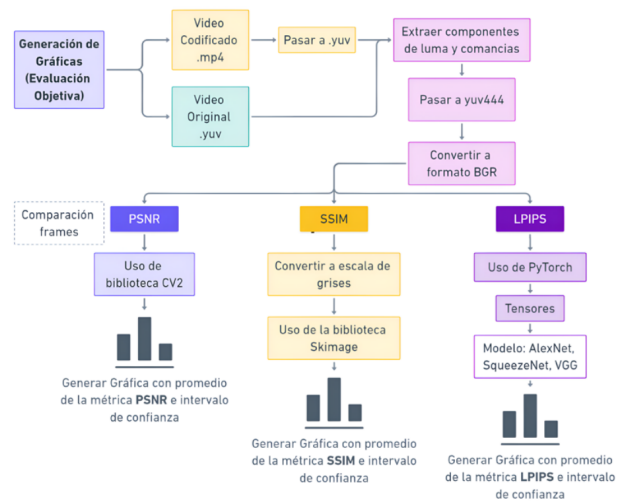 Generación de
Gráficas
(Evaluación
Objetiva)
Video
Codificado
.mp4
Pasar a .yuv
Extraer componentes
de luma y comancias
Video
Original
.yuv
Pasar a yuv444
Convertir a
formato BGR
Comparación
frames
PSNR
SSIM
LPIPS
Uso de
biblioteca CV2
Convertir a escala de
grises
Uso de PyTorch
Tensores
Uso de la biblioteca
Skimage
Modelo: AlexNet,
SqueezeNet, VGG
Generar Gráfica con promedio
de la métrica PSNR e intervalo
de confianza
Generar Gráfica con promedio
de la métrica SSIM e intervalo
de confianza
Generar Gráfica con promedio
de la métrica LPIPS e intervalo
de confianza